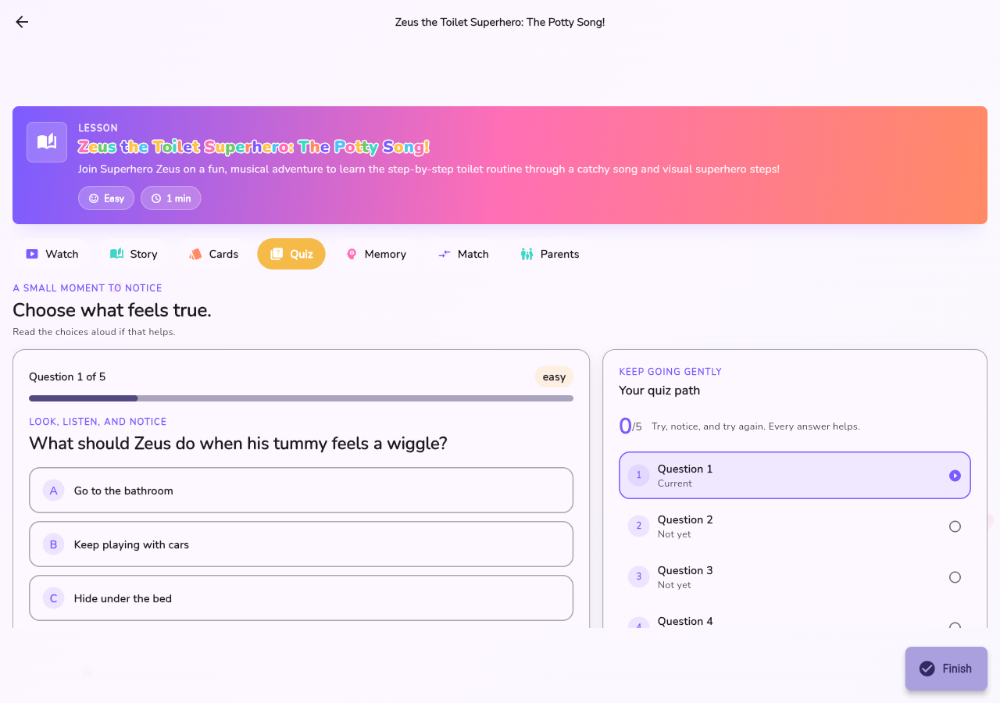 Zeus the Toilet Superhero: The Potty Song!
LESSON
Zeus the Toilet Superhero: The Potty Song!
Join Superhero Zeus on a fun, musical adventure to learn the step-by-step toilet routine through a catchy song and visual superhero steps!
Easy
1 min
Watch
Story
Cards
Quiz
Memory
Match
Parents
A SMALL MOMENT TO NOTICE
Choose what feels true.
Read the choices aloud if that helps.
Question 1 of 5
easy
LOOK, LISTEN, AND NOTICE
What should Zeus do when his tummy feels a wiggle?
A Go to the bathroom
B Keep playing with cars
C Hide under the bed
KEEP GOING GENTLY
Your quiz path
0/5 Try, notice, and try again. Every answer helps.
1 Question 1
Current
2 Question 2
Not yet
3 Question 3
Not yet
4 Question 4
Finish